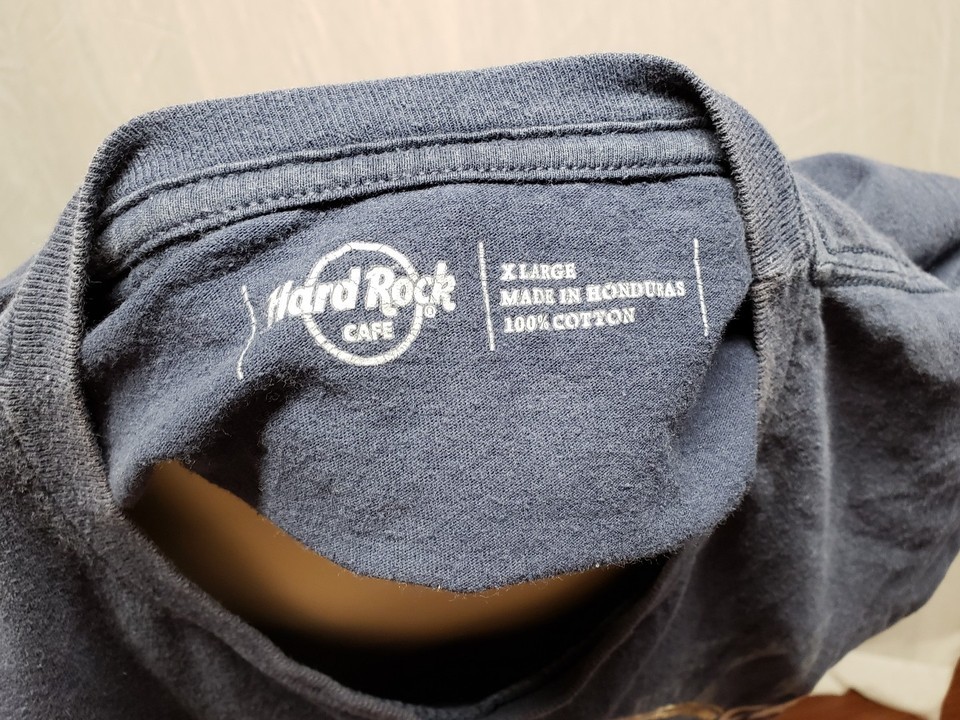 Hard Rock
CAFE
®
X LARGE
MADE IN HONDURAS
100% COTTON